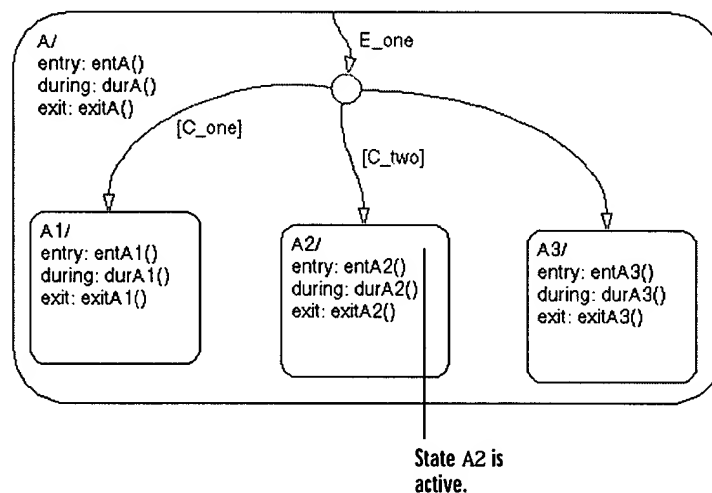 A/
entry: entA()
during: durA()
exit: exitA()
E_one
[C_one]
[C_two]
A1/
entry: entA1()
during: durA1()
exit: exitA1()
A2/
entry: entA2()
during: durA2()
exit: exitA2()
A3/
entry: entA3()
during: durA3()
exit: exitA3()
State A2 is
active.